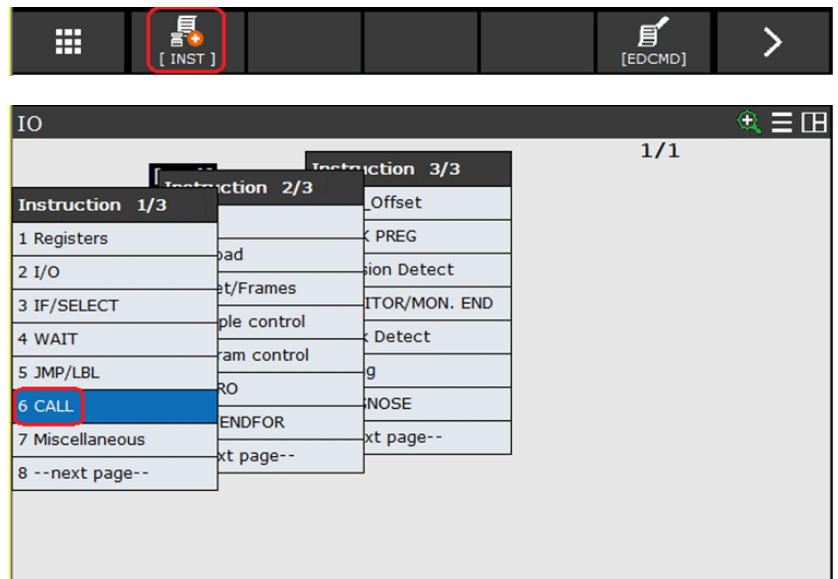 [ INST ]
[EDCMD]
IO
1/1
Instruction 3/3
_Offset
PREG
ion Detect
ITOR/MON. END
Detect
g
NOSE
xt page--
Instruction 2/3
oad
et/Frames
ple control
ram control
RO
ENDFOR
xt page--
Instruction 1/3
1 Registers
2 I/O
3 IF/SELECT
4 WAIT
5 JMP/LBL
6 CALL
7 Miscellaneous
8 --next page--